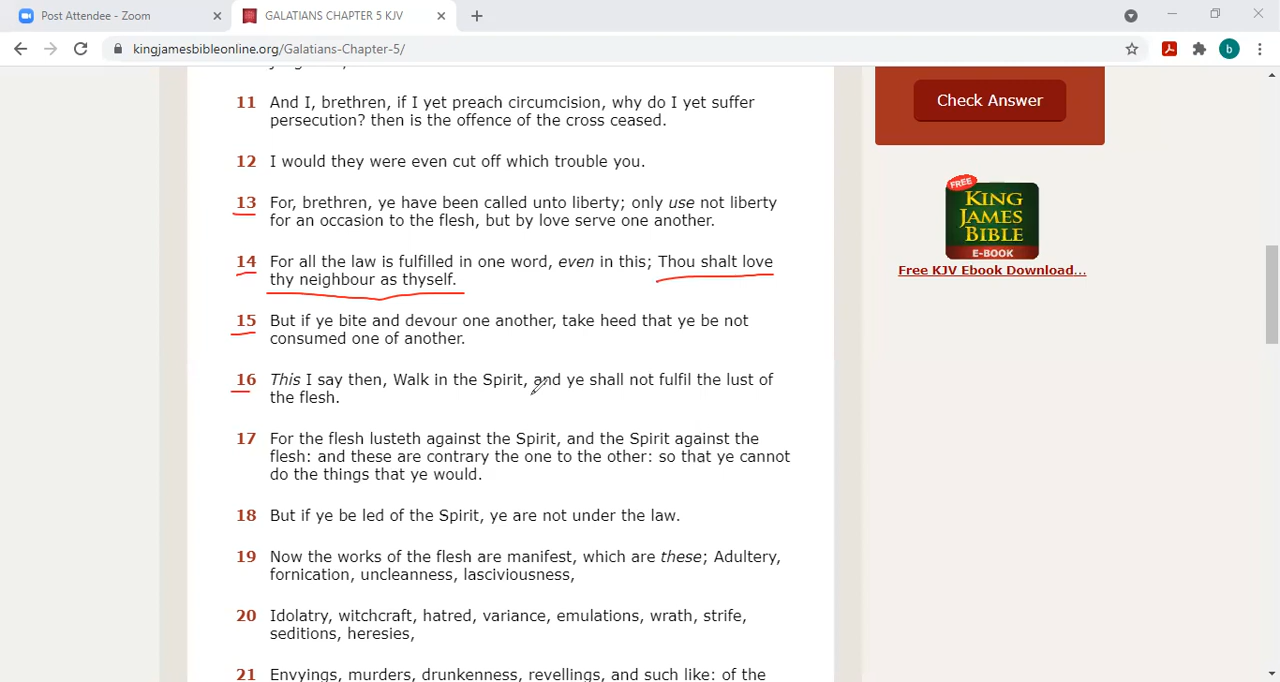 Post Attendee - Zoom
GALATIANS CHAPTER 5 KJV
kingjamesbibleonline.org/Galatians-Chapter-5/
b
11 And I, brethren, if I yet preach circumcision, why do I yet suffer
persecution? then is the offence of the cross ceased.
12 I would they were even cut off which trouble you.
13 For, brethren, ye have been called unto liberty; only use not liberty
for an occasion to the flesh, but by love serve one another.
14 For all the law is fulfilled in one word, even in this; Thou shalt love
thy neighbour as thyself.
15 But if ye bite and devour one another, take heed that ye be not
consumed one of another.
16 This I say then, Walk in the Spirit, and ye shall not fulfil the lust of
the flesh.
17 For the flesh lusteth against the Spirit, and the Spirit against the
flesh: and these are contrary the one to the other: so that ye cannot
do the things that ye would.
18 But if ye be led of the Spirit, ye are not under the law.
19 Now the works of the flesh are manifest, which are these; Adultery,
fornication, uncleanness, lasciviousness,
20 Idolatry, witchcraft, hatred, variance, emulations, wrath, strife,
seditions, heresies,
21 Envyings, murders, drunkenness, revellings, and such like: of the
Check Answer
FREE
KING
JAMES
BIBLE
E-BOOK
Free KJV Ebook Download...